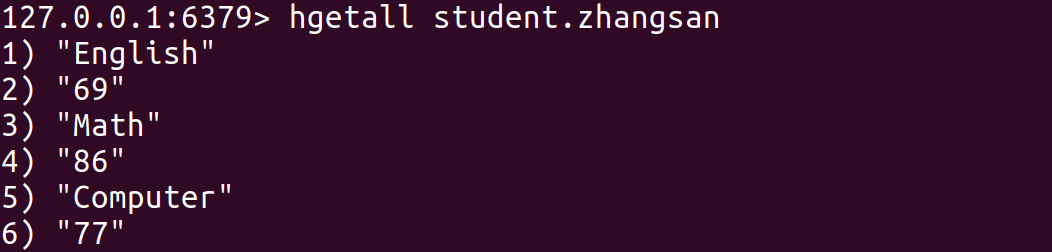 127.0.0.1:6379> hgetall student.zhangsan
1) "English"
2) "69"
3) "Math"
4) "86"
5) "Computer"
6) "77"